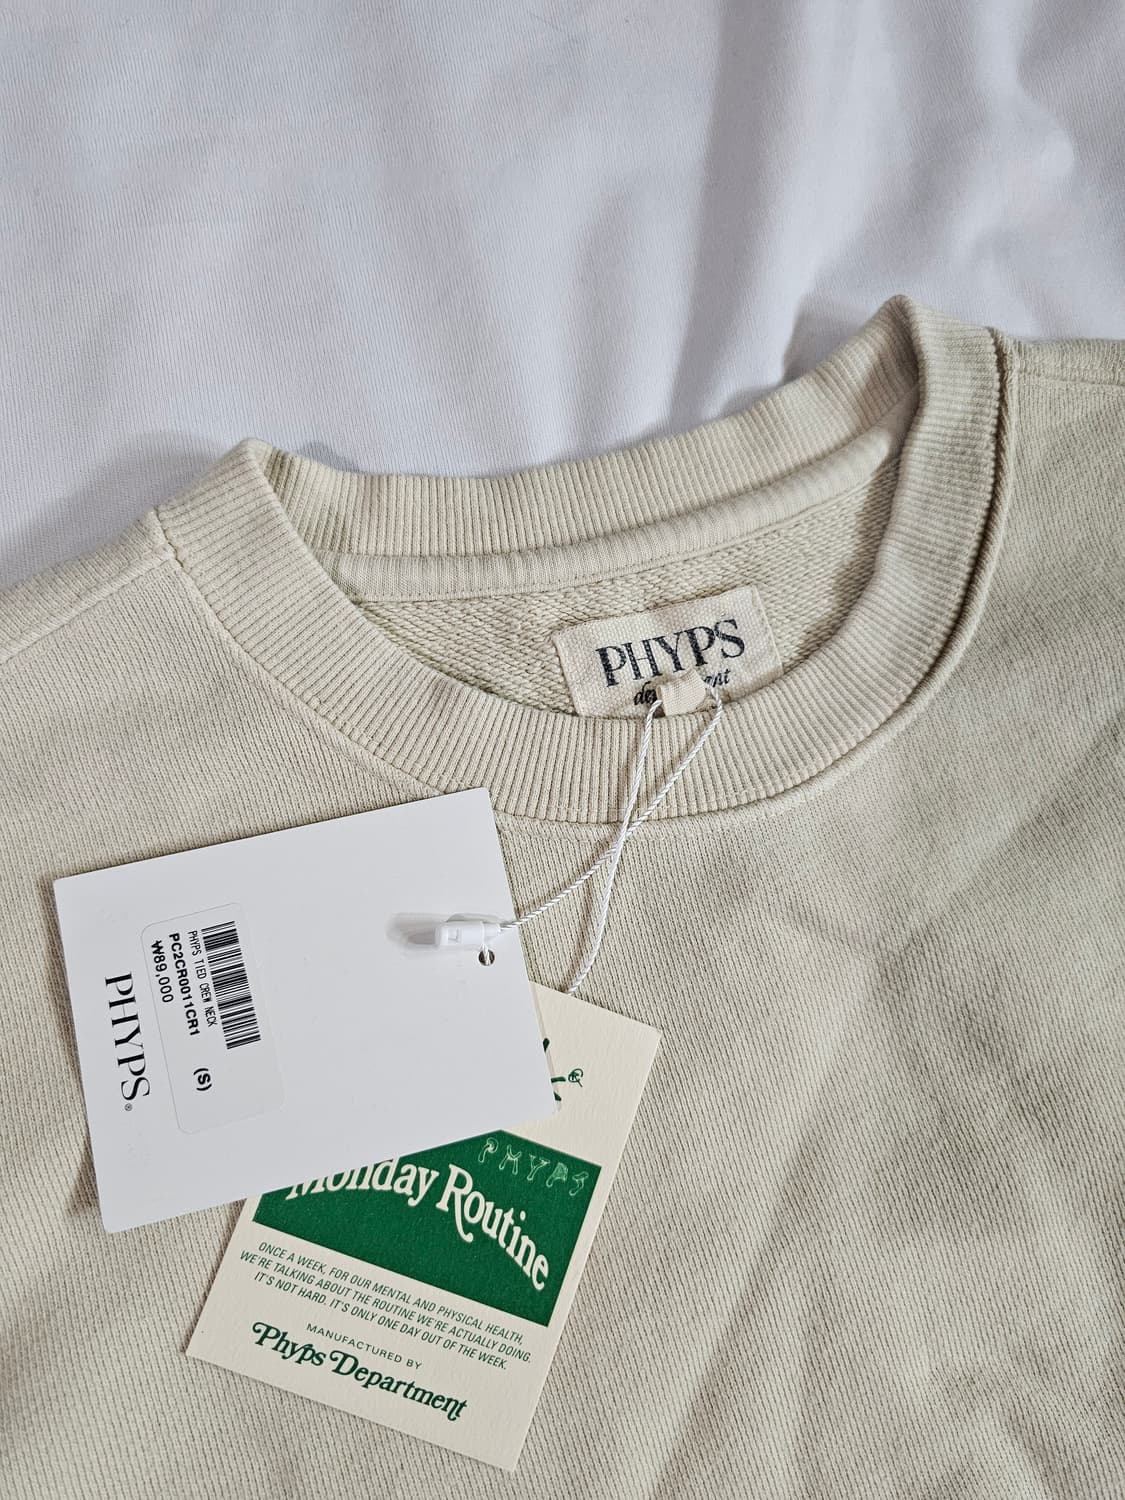 PHYPS
department
PHYPS TIED CREW NECK
PC2CR0011CR1 (S)
₩89,000
PHYPS®
PHYPS
Monday Routine
ONCE A WEEK, FOR OUR MENTAL AND PHYSICAL HEALTH,
WE'RE TALKING ABOUT THE ROUTINE WE'RE ACTUALLY DOING.
IT'S NOT HARD. IT'S ONLY ONE DAY OUT OF THE WEEK.
MANUFACTURED BY
Phyps Department